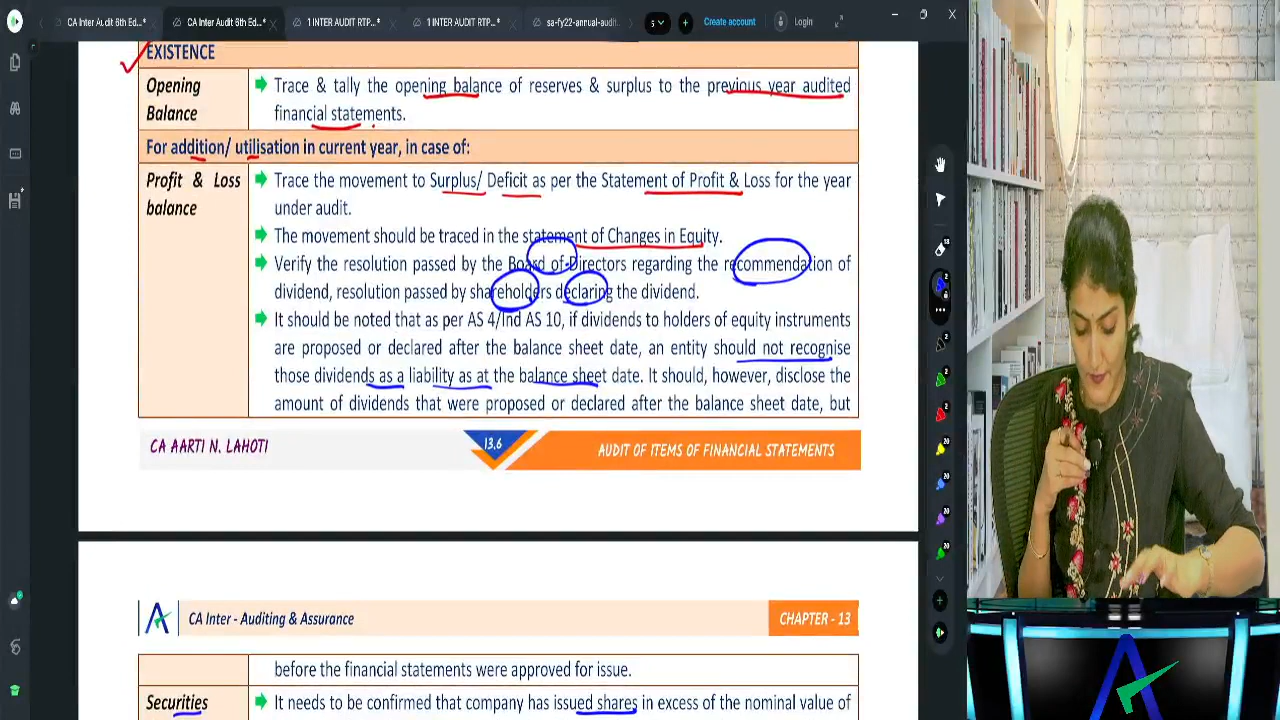 CA Inter Audit 6th Ed...*
CA Inter Audit 6th Ed...*
1 INTER AUDIT RTP...*
1 INTER AUDIT RTP...*
sa-fy22-annual-audit...
5
Create account
Login
EXISTENCE
Opening Balance
Trace & tally the opening balance of reserves & surplus to the previous year audited
financial statements.
For addition/ utilisation in current year, in case of:
Profit & Loss balance
Trace the movement to Surplus/ Deficit as per the Statement of Profit & Loss for the year
under audit.
The movement should be traced in the statement of Changes in Equity.
Verify the resolution passed by the Board of Directors regarding the recommendation of
dividend, resolution passed by shareholders declaring the dividend.
It should be noted that as per AS 4/Ind AS 10, if dividends to holders of equity instruments
are proposed or declared after the balance sheet date, an entity should not recognise
those dividends as a liability as at the balance sheet date. It should, however, disclose the
amount of dividends that were proposed or declared after the balance sheet date, but
CA AARTI N. LAHOTI
13.6
AUDIT OF ITEMS OF FINANCIAL STATEMENTS
CA Inter - Auditing & Assurance
CHAPTER - 13
before the financial statements were approved for issue.
Securities
It needs to be confirmed that company has issued shares in excess of the nominal value of